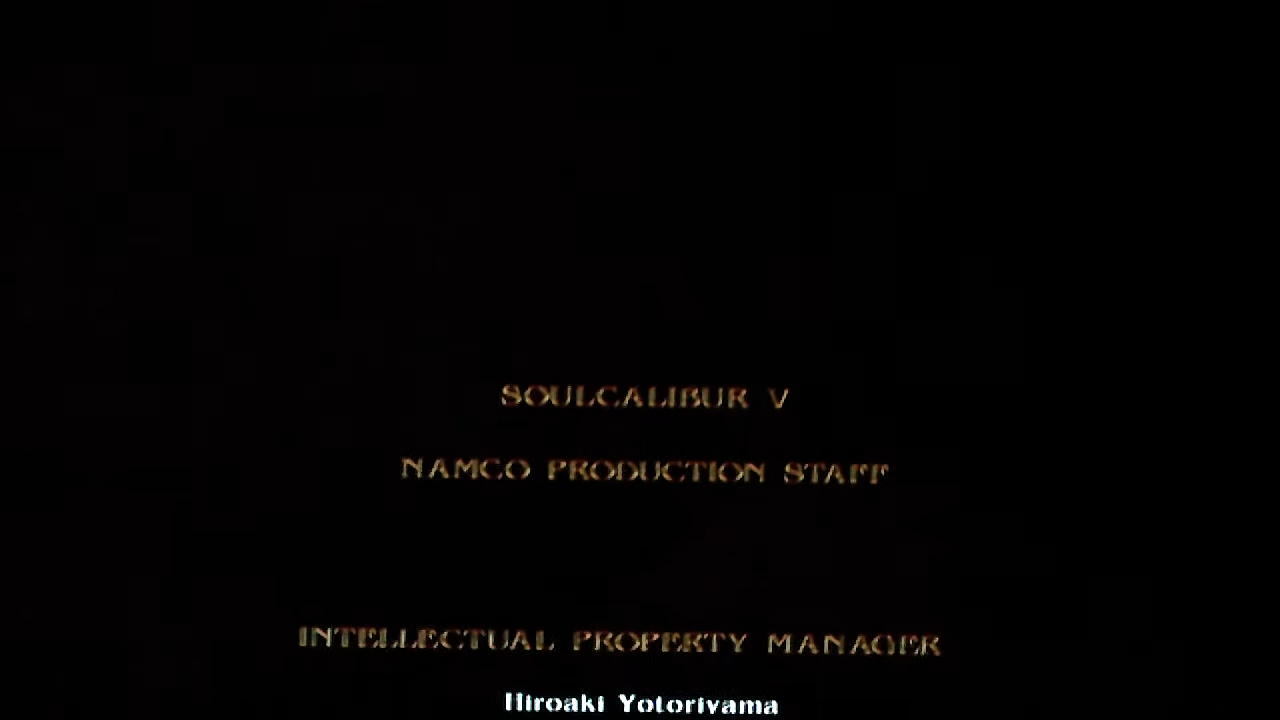 SOULCALIBUR V
NAMCO PRODUCTION STAFF
INTELLECTUAL PROPERTY MANAGER
Hiroaki Yotoriyama